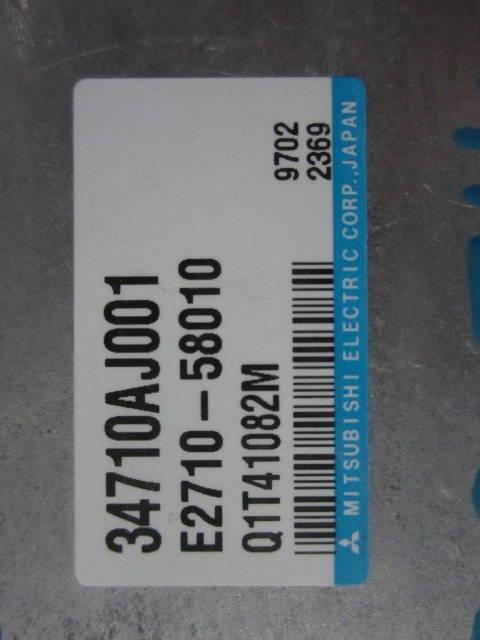 34710AJ001
E2710-58010
Q1T41082M
9702
2369
MITSUBISHI ELECTRIC CORP.,JAPAN